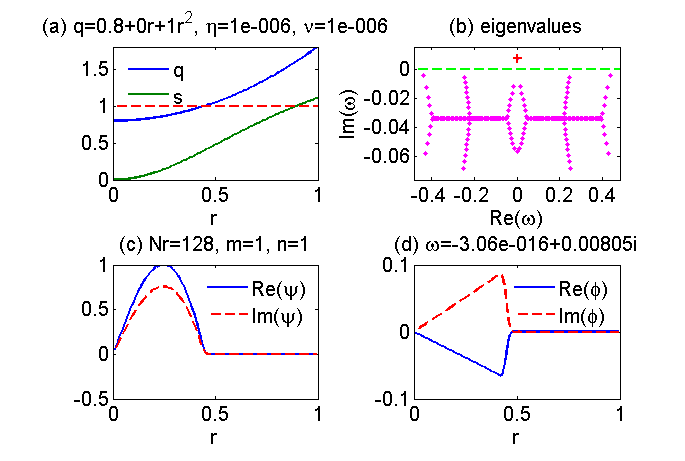 (a) q=0.8+0r+1r², η=1e-006, ν=1e-006
1.5
1
0.5
0
q
s
0
0.5
1
r
(b) eigenvalues
0
-0.02
-0.04
-0.06
Im(ω)
-0.4
-0.2
0
0.2
0.4
Re(ω)
(c) Nr=128, m=1, n=1
1
0.5
0
-0.5
Re(ψ)
Im(ψ)
0
0.5
1
r
(d) ω=-3.06e-016+0.00805i
0.1
0
-0.1
Re(ϕ)
Im(ϕ)
0
0.5
1
r